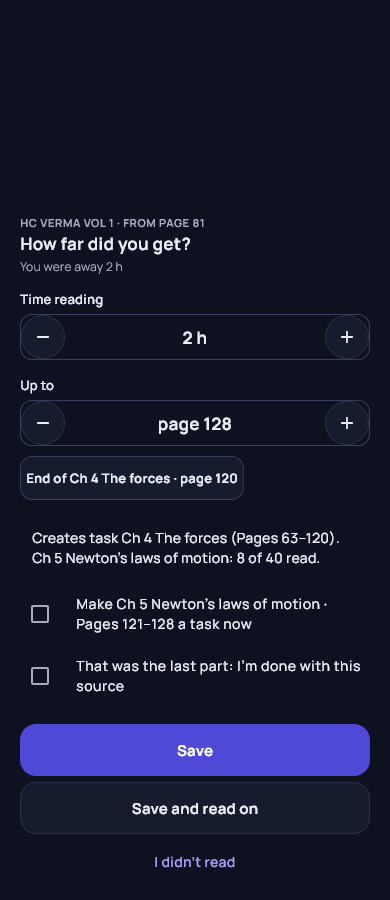 HC VERMA VOL 1 · FROM PAGE 81
How far did you get?
You were away 2 h
Time reading
− 2 h +
Up to
− page 128 +
End of Ch 4 The forces · page 120
Creates task Ch 4 The forces (Pages 63–120).
Ch 5 Newton's laws of motion: 8 of 40 read.
Make Ch 5 Newton's laws of motion ·
Pages 121–128 a task now
That was the last part: I'm done with this
source
Save
Save and read on
I didn't read